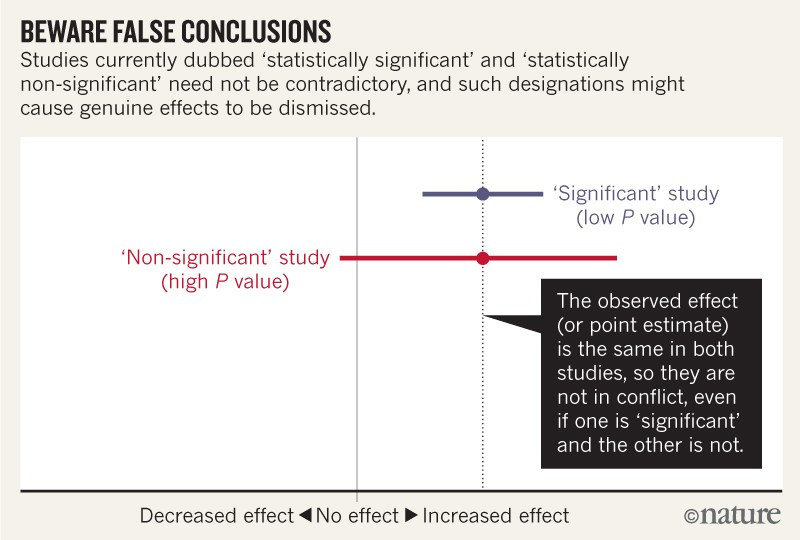 BEWARE FALSE CONCLUSIONS
Studies currently dubbed ‘statistically significant’ and ‘statistically
non-significant’ need not be contradictory, and such designations might
cause genuine effects to be dismissed.
‘Significant’ study
(low P value)
‘Non-significant’ study
(high P value)
The observed effect
(or point estimate)
is the same in both
studies, so they are
not in conflict, even
if one is ‘significant’
and the other is not.
Decreased effect ◀ No effect ▶ Increased effect
©nature